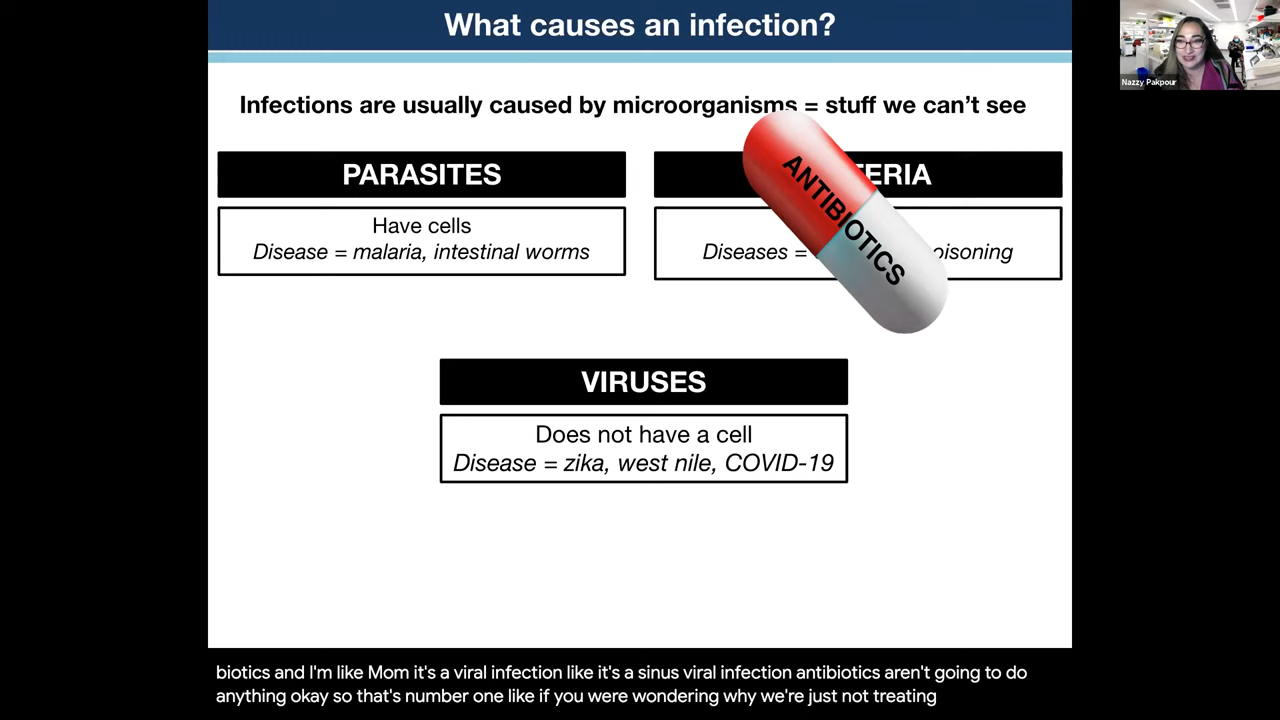 What causes an infection?
Nazzy Pakpour
Infections are usually caused by microorganisms = stuff we can't see
PARASITES
Have cells
Disease = malaria, intestinal worms
TERIA
Diseases = oisoning
ANTIBIOTICS
VIRUSES
Does not have a cell
Disease = zika, west nile, COVID-19
biotics and I'm like Mom it's a viral infection like it's a sinus viral infection antibiotics aren't going to do
anything okay so that's number one like if you were wondering why we're just not treating